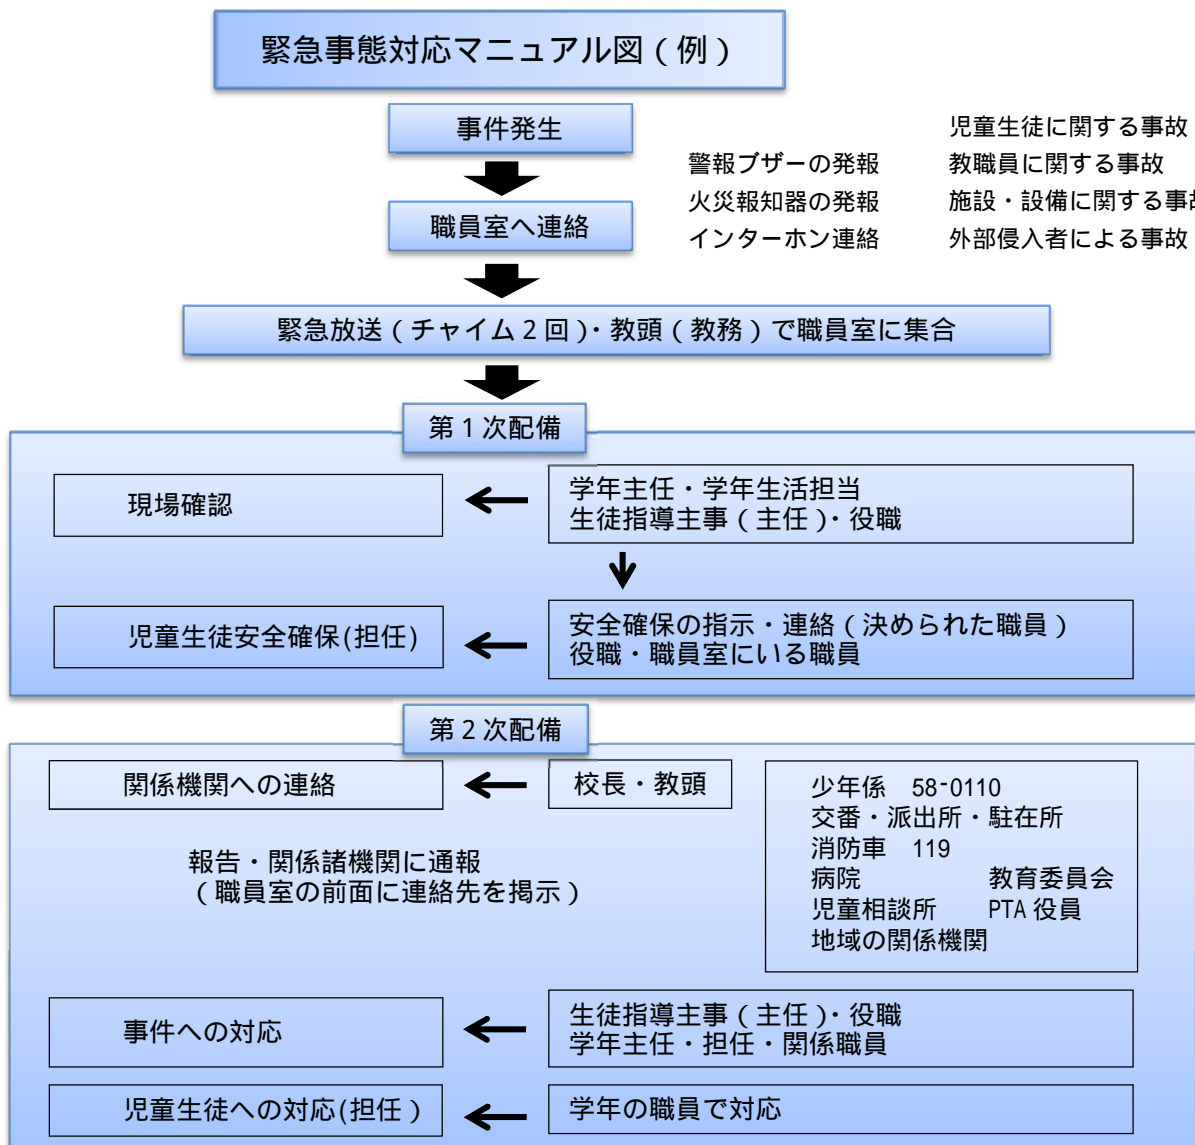 緊急事態対応マニュアル図（例）
事件発生
児童生徒に関する事故
警報ブザーの発報
教職員に関する事故
火災報知器の発報
施設・設備に関する事故
インターホン連絡
外部侵入者による事故
職員室へ連絡
緊急放送（チャイム２回）・教頭（教務）で職員室に集合
第１次配備
現場確認
学年主任・学年生活担当
生徒指導主事（主任）・役職
児童生徒安全確保(担任)
安全確保の指示・連絡（決められた職員）
役職・職員室にいる職員
第２次配備
関係機関への連絡
校長・教頭
報告・関係諸機関に通報
（職員室の前面に連絡先を掲示）
少年係　58-0110
交番・派出所・駐在所
消防車　119
病院　教育委員会
児童相談所　PTA 役員
地域の関係機関
事件への対応
生徒指導主事（主任）・役職
学年主任・担任・関係職員
児童生徒への対応(担任）
学年の職員で対応